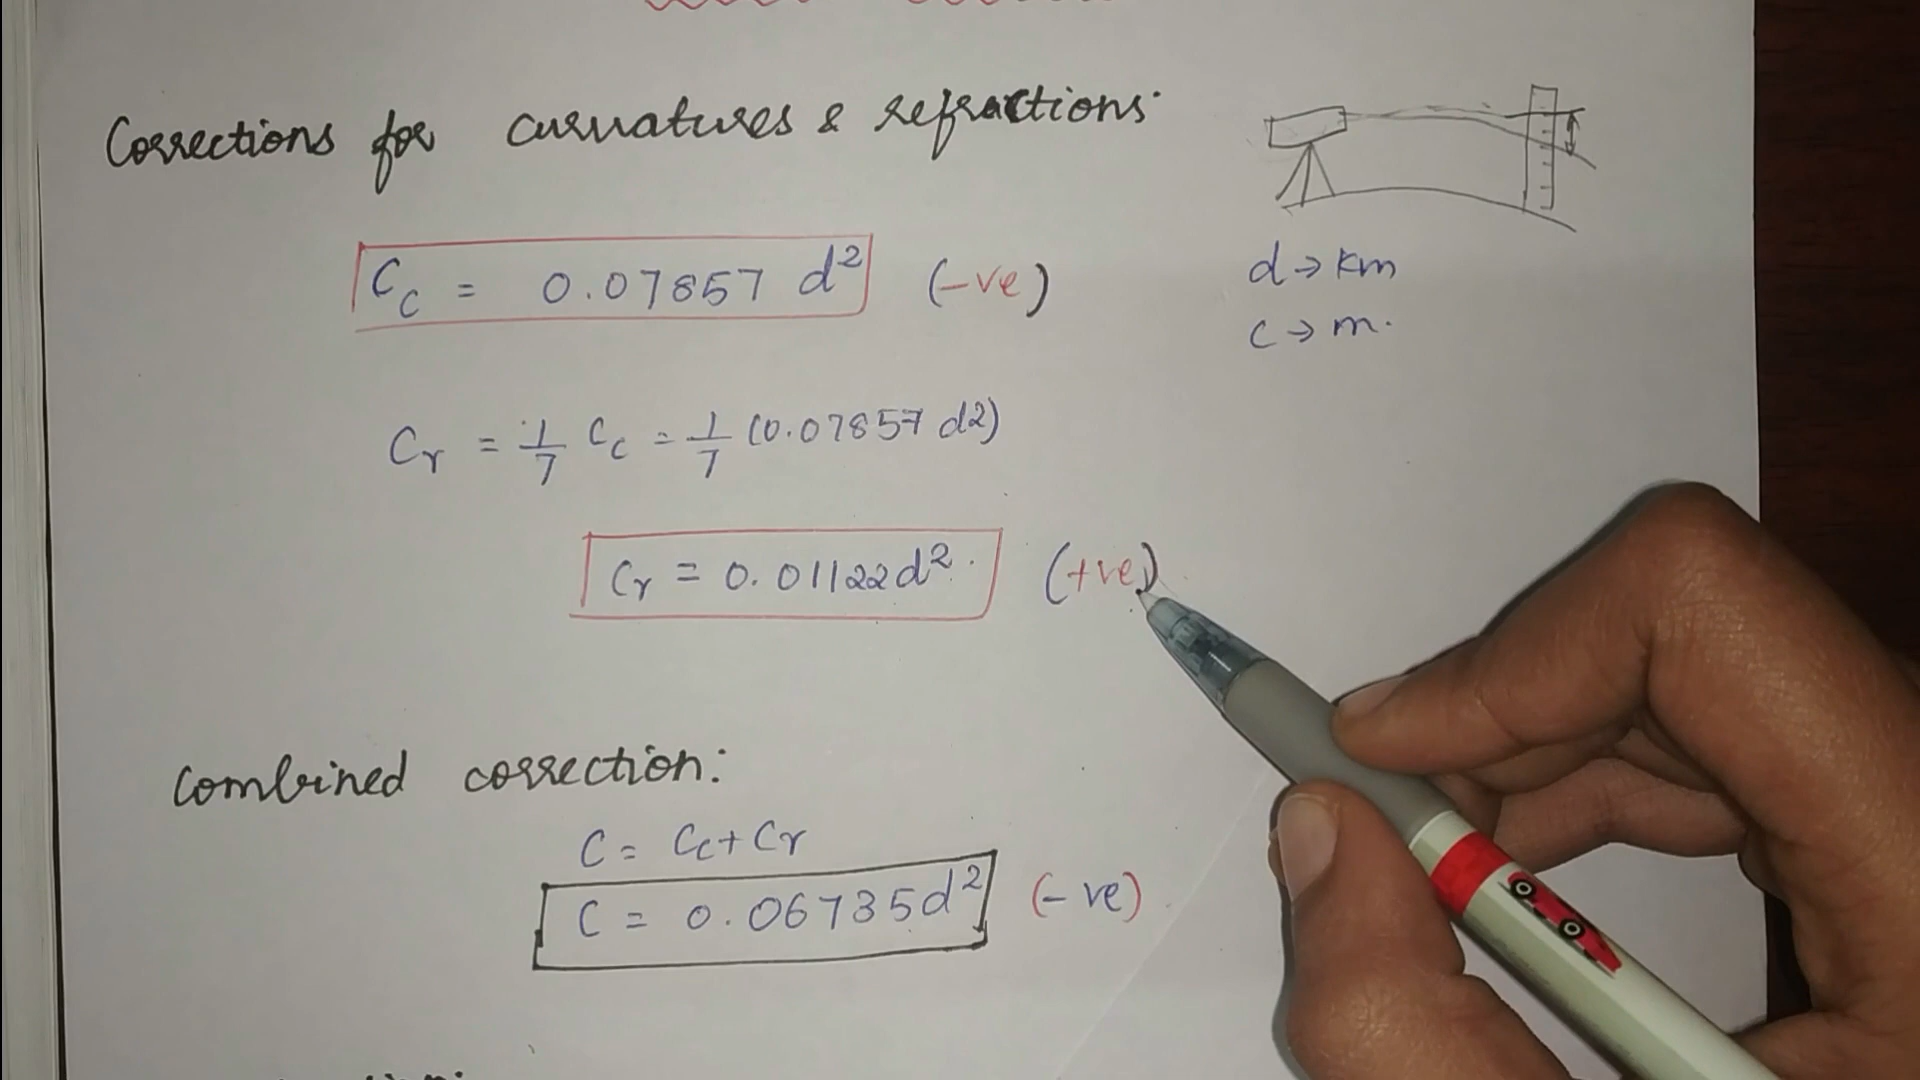 Corrections for curvatures & refractions.
Cc = 0.07857 d² (-ve)
d → km
c → m.
Cr = 1/7 Cc = 1/7 (0.07857 d2)
Cr = 0.01122d². (+ve)
Combined correction:
C = Cc + Cr
C = 0.06735d² (-ve)